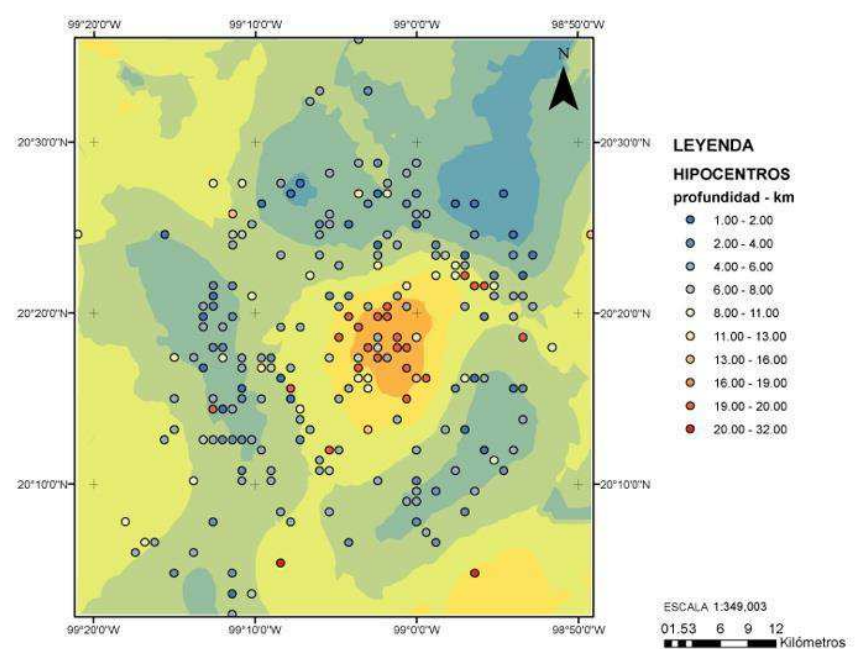 99°20'0"W 99°10'0"W 99°0'0"W 98°50'0"W
N
20°30'0"N 20°30'0"N
20°20'0"N 20°20'0"N
20°10'0"N 20°10'0"N
99°20'0"W 99°10'0"W 99°0'0"W 98°50'0"W
LEYENDA
HIPOCENTROS
profundidad - km
1.00 - 2.00
2.00 - 4.00
4.00 - 6.00
6.00 - 8.00
8.00 - 11.00
11.00 - 13.00
13.00 - 16.00
16.00 - 19.00
19.00 - 20.00
20.00 - 32.00
ESCALA 1:349,003
01.53 6 9 12
Kilómetros